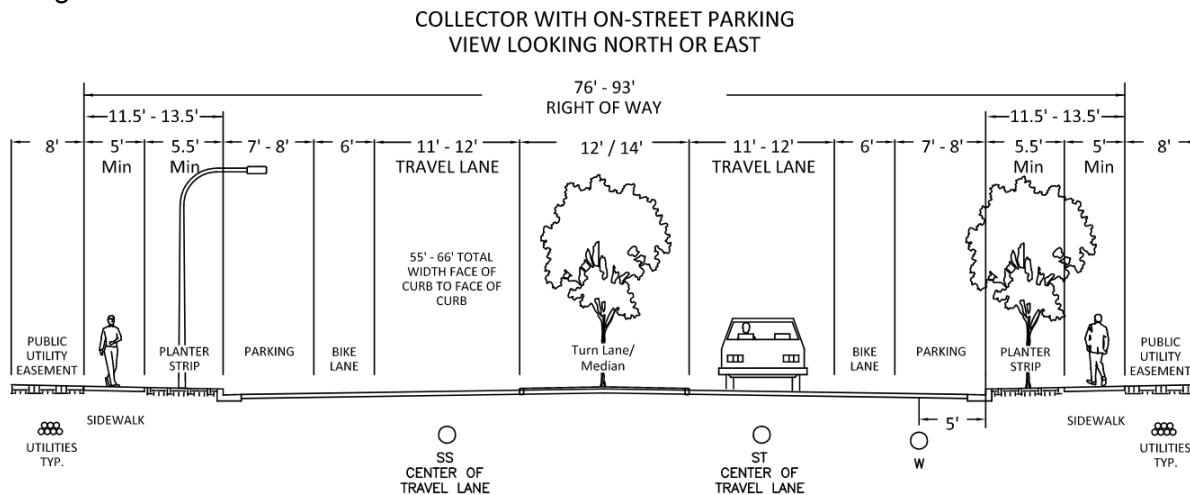 COLLECTOR WITH ON-STREET PARKING
VIEW LOOKING NORTH OR EAST
76' - 93'
RIGHT OF WAY
11.5' - 13.5'
11.5' - 13.5'
8'
5'
Min
5.5'
Min
7' - 8'
6'
11' - 12'
TRAVEL LANE
12' / 14'
11' - 12'
TRAVEL LANE
6'
7' - 8'
5.5'
Min
5'
Min
8'
55' - 66' TOTAL
WIDTH FACE OF
CURB TO FACE OF
CURB
PUBLIC
UTILITY
EASEMENT
PLANTER
STRIP
PARKING
BIKE
LANE
Turn Lane/
Median
BIKE
LANE
PARKING
PLANTER
STRIP
PUBLIC
UTILITY
EASEMENT
SIDEWALK
5'
SIDEWALK
UTILITIES
TYP.
SS
CENTER OF
TRAVEL LANE
ST
CENTER OF
TRAVEL LANE
W
UTILITIES
TYP.